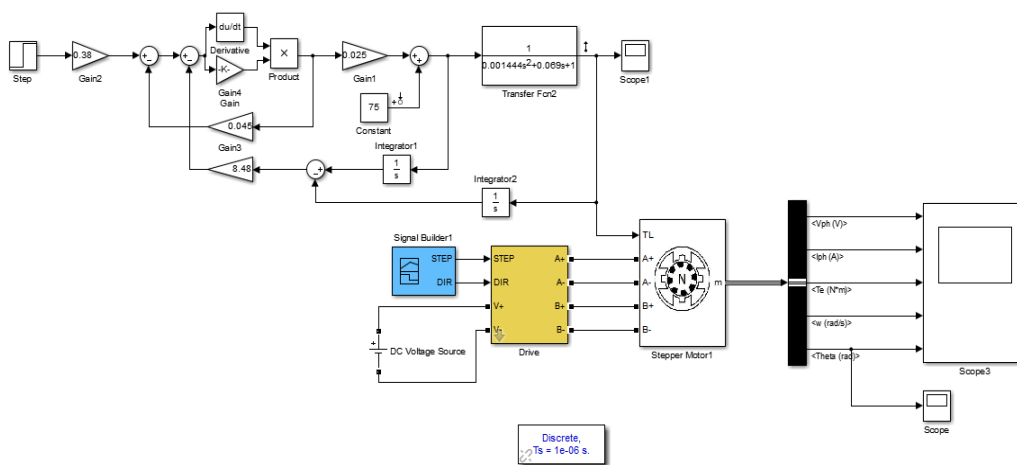 Step
0.38
Gain2
du/dt
Derivative
-K-
Gain4
Gain
×
Product
0.025
Gain1
75
Constant
1
0.001444s²+0.069s+1
Transfer Fcn2
Scope1
0.045
Gain3
8.48
Integrator1
1
s
Integrator2
1
s
Signal Builder1
STEP
DIR
STEP
DIR
V+
V-
A+
A-
B+
B-
Drive
DC Voltage Source
TL
A+
A-
B+
B-
N
m
Stepper Motor1
<Vph (V)>
<Iph (A)>
<Te (N*m)>
<w (rad/s)>
<Theta (rad)>
Scope3
Scope
Discrete,
Ts = 1e-06 s.